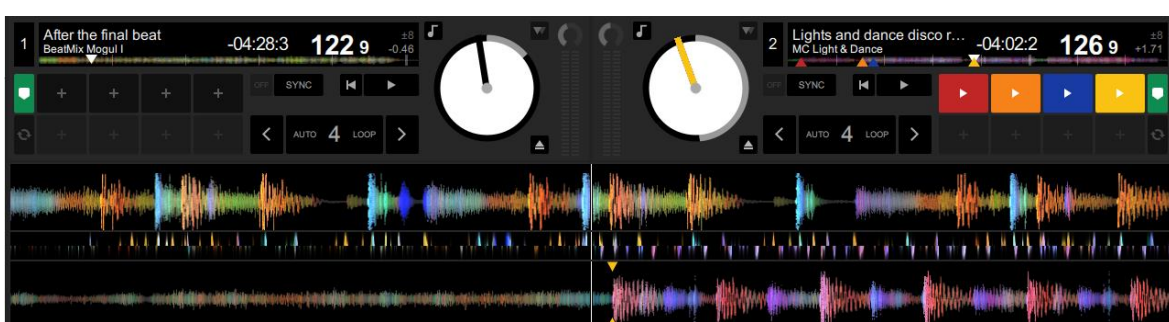 1
After the final beat
BeatMix Mogul I
-04:28:3
122 9
±8
-0.46
2
Lights and dance disco r...
MC Light & Dance
-04:02:2
126 9
±8
+1.71
OFF
SYNC
AUTO 4 LOOP
OFF
SYNC
AUTO 4 LOOP